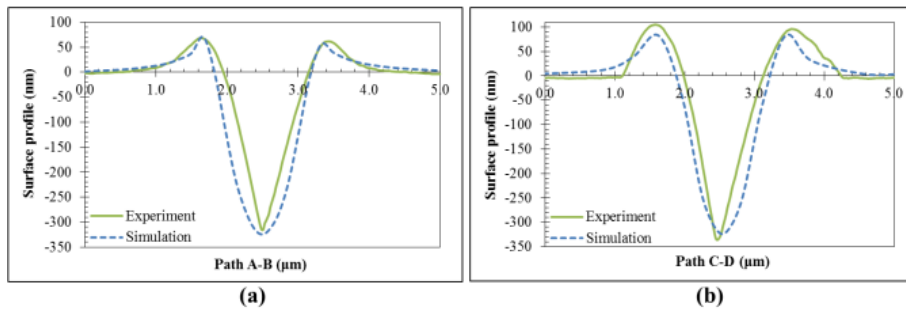 100
50
0
-50
-100
-150
-200
-250
-300
-350
0.0 1.0 2.0 3.0 4.0 5.0
Surface profile (nm)
Experiment
Simulation
Path A-B (µm)
(a)
100
50
0
-50
-100
-150
-200
-250
-300
-350
0.0 1.0 2.0 3.0 4.0 5.0
Surface profile (nm)
Experiment
Simulation
Path C-D (µm)
(b)